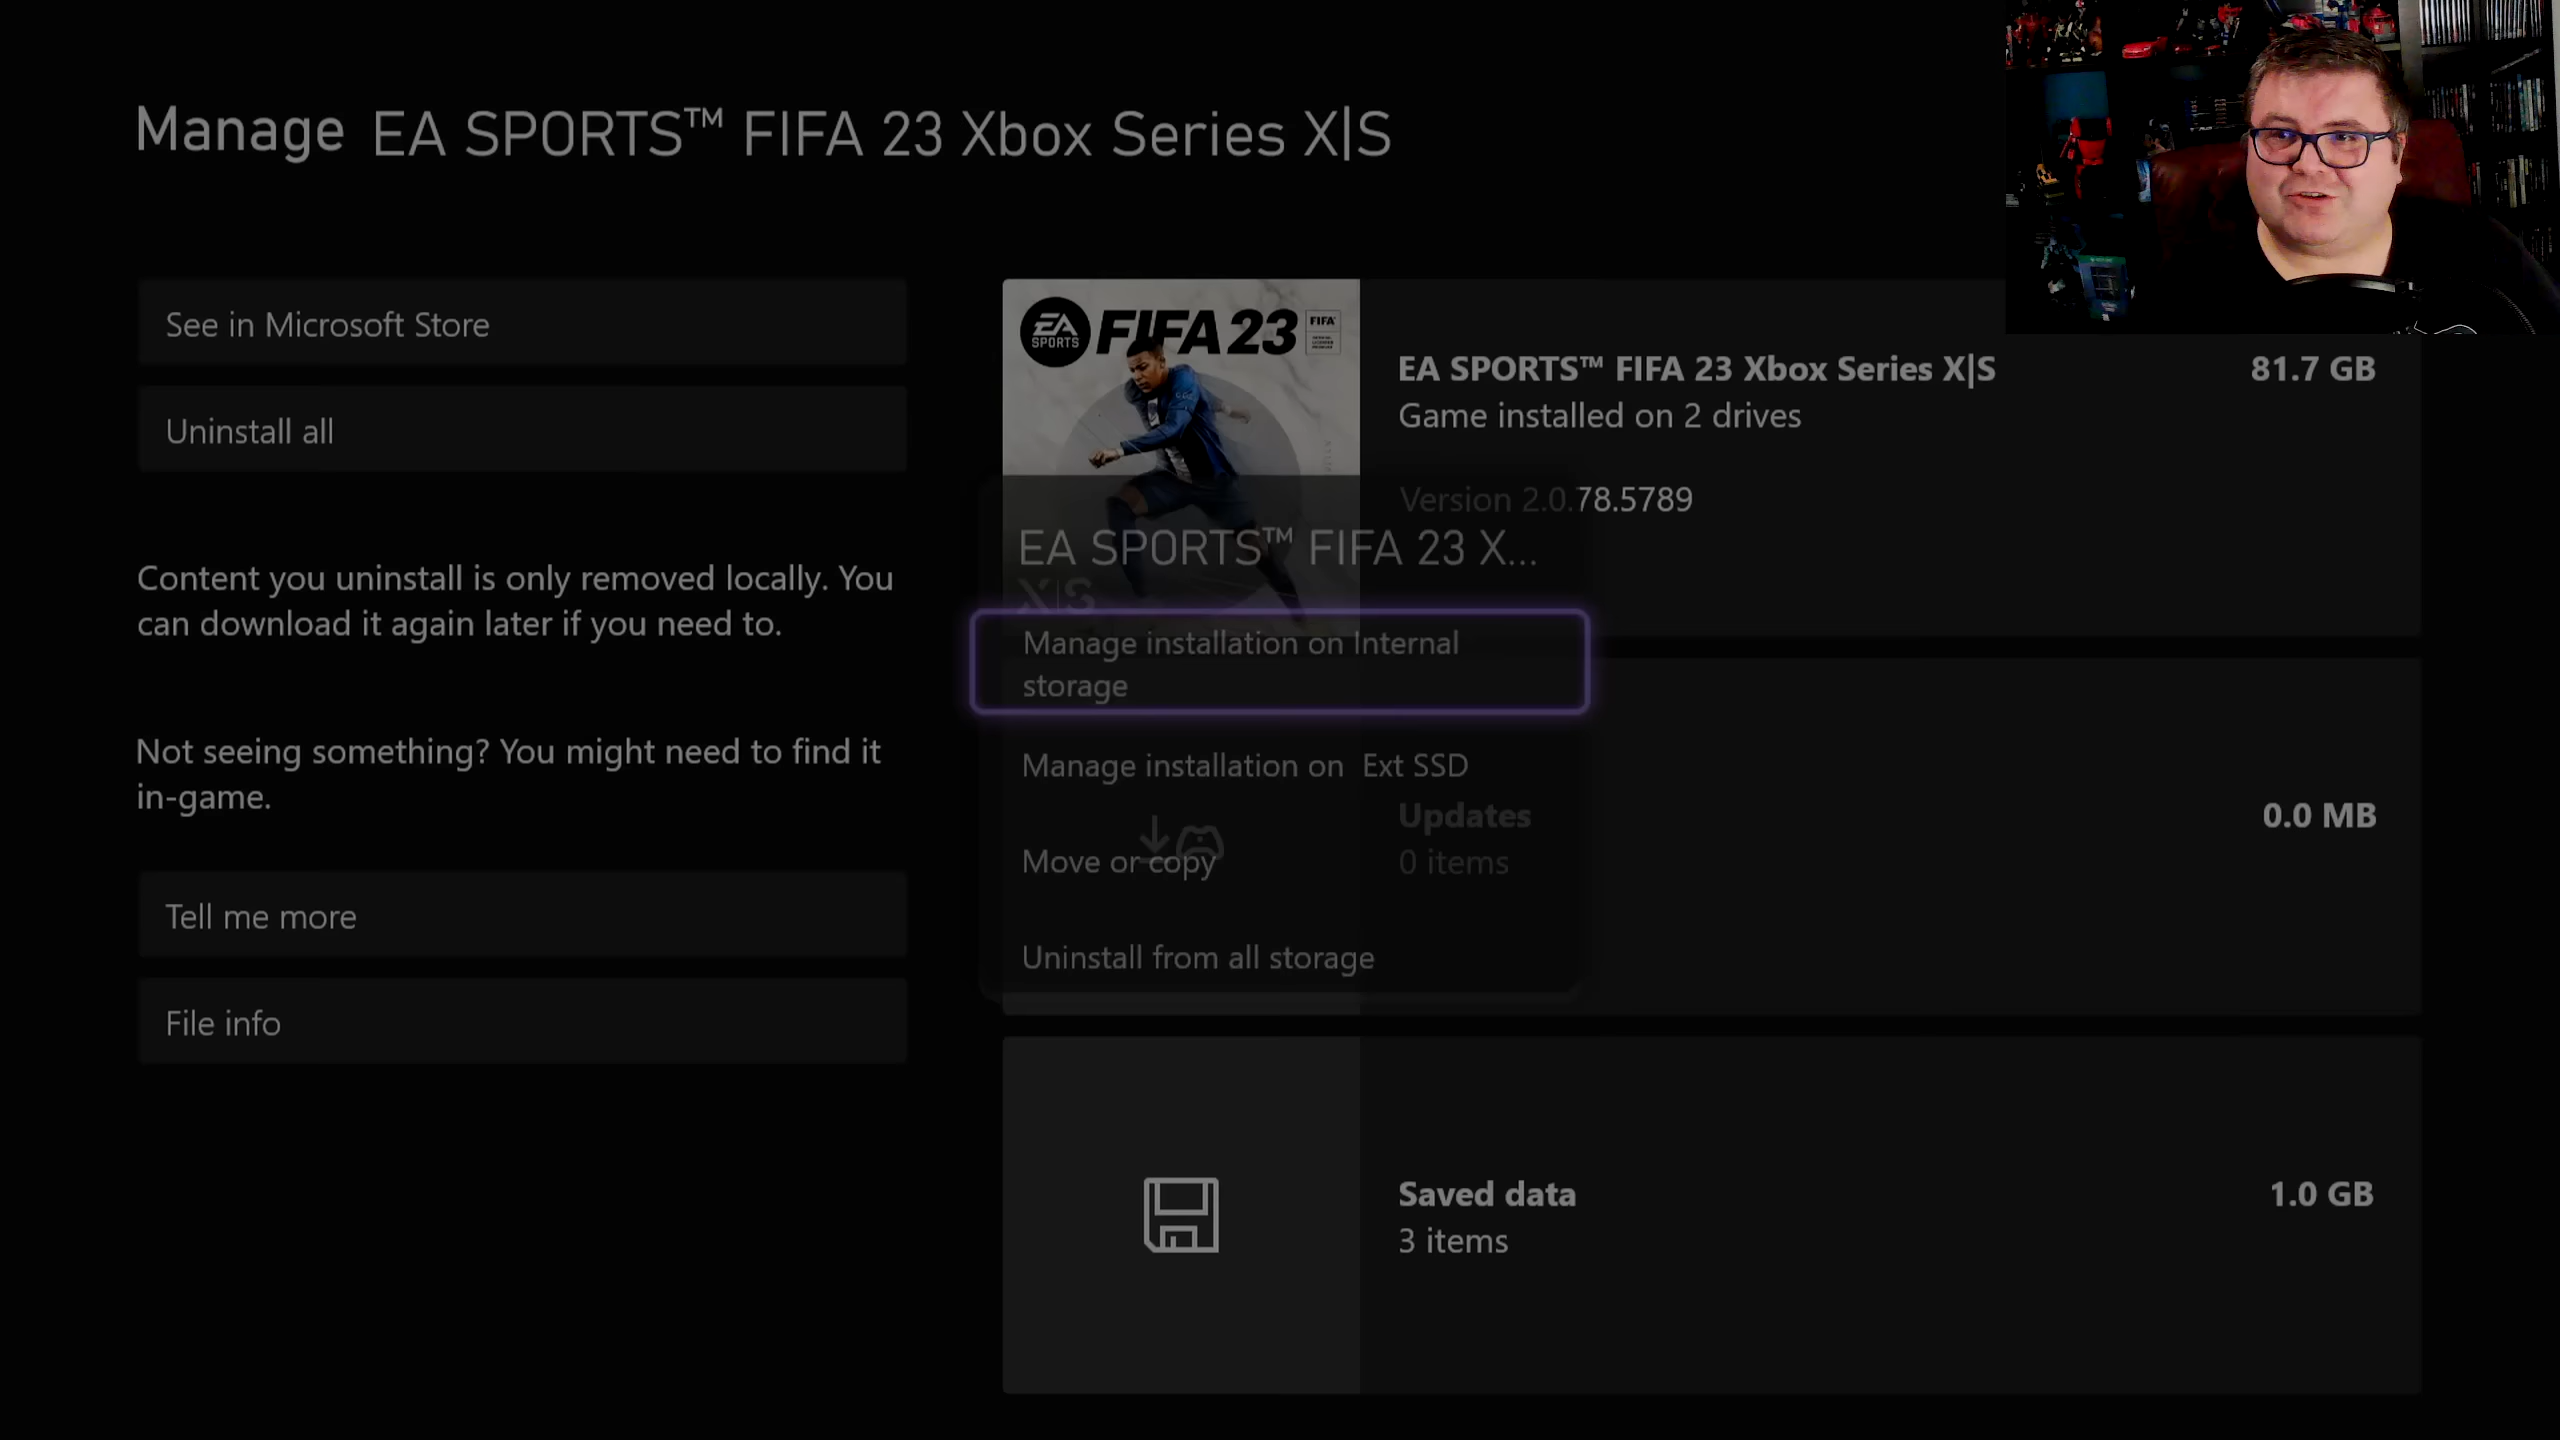 Manage EA SPORTS™ FIFA 23 Xbox Series X|S
See in Microsoft Store
Uninstall all
Content you uninstall is only removed locally. You
can download it again later if you need to.
Not seeing something? You might need to find it
in-game.
Tell me more
File info
EA SPORTS FIFA 23 FIFA
EA SPORTS™ FIFA 23 Xbox Series X|S 81.7 GB
Game installed on 2 drives
Version 2.0.78.5789
EA SPORTS™ FIFA 23 X...
X|S
Manage installation on Internal
storage
Manage installation on Ext SSD
Move or copy
Uninstall from all storage
Updates 0.0 MB
0 items
Saved data 1.0 GB
3 items